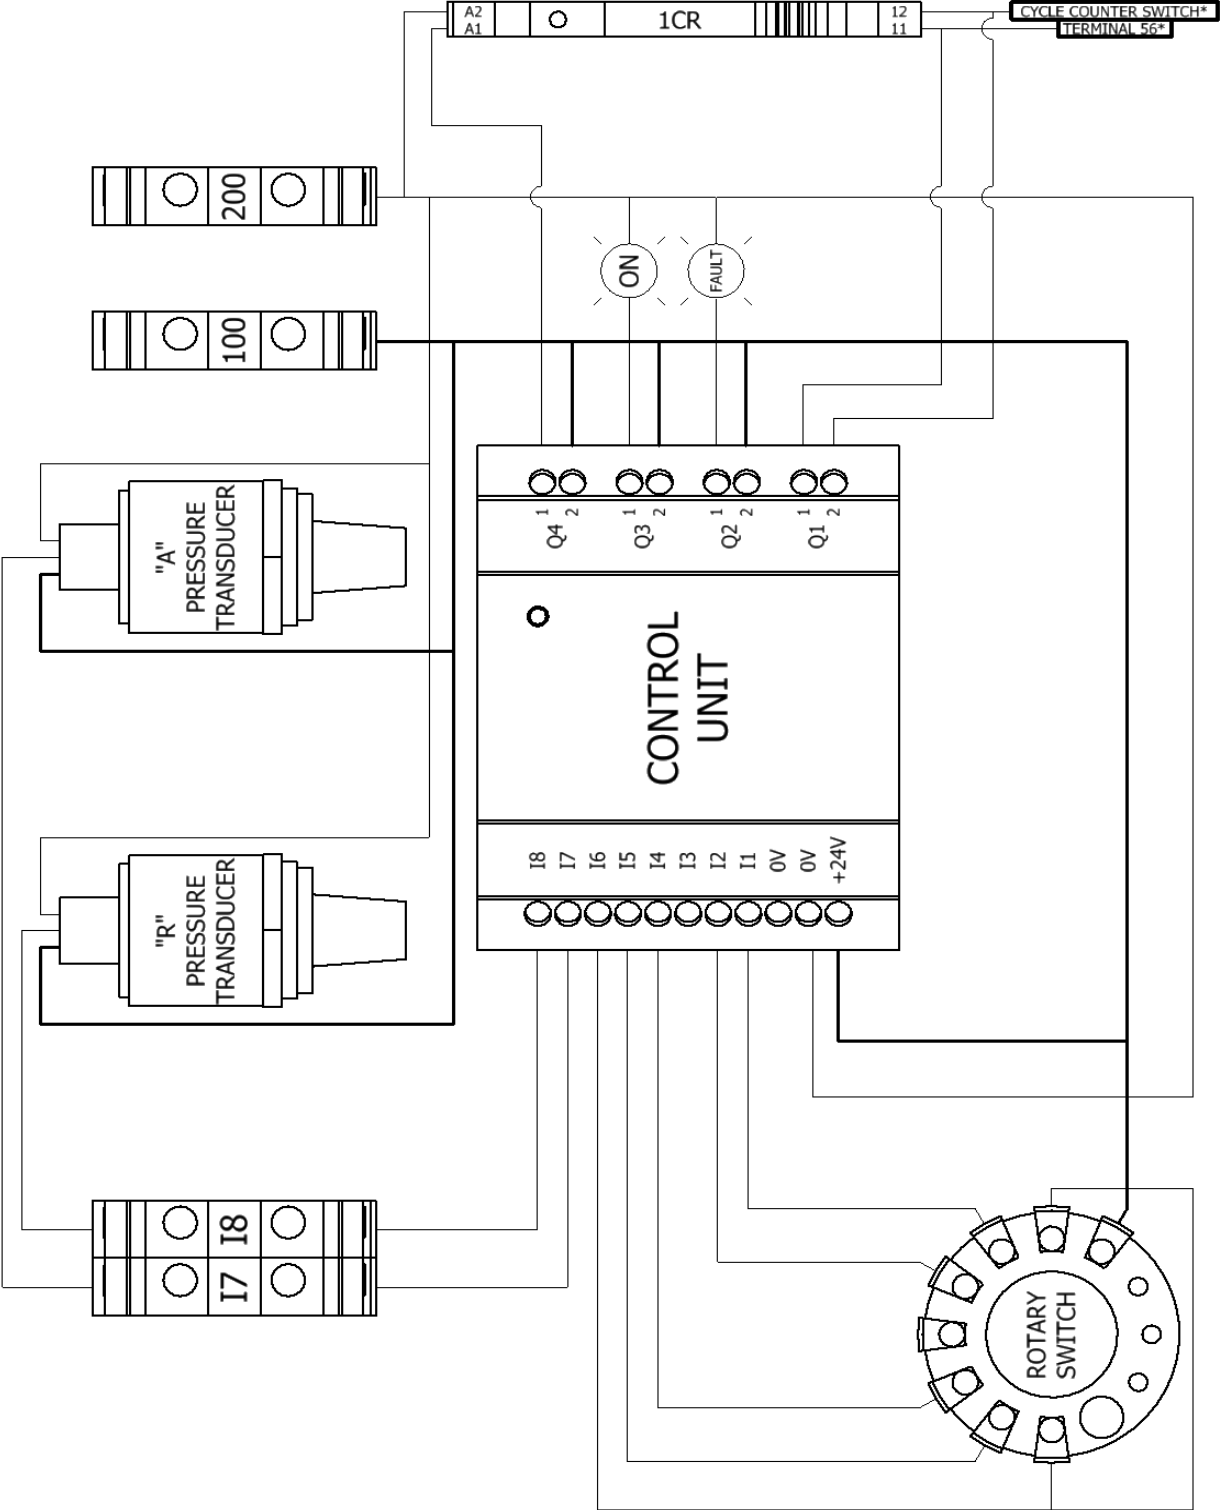 A2
A1
1CR
12
11
CYCLE COUNTER SWITCH*
TERMINAL 56*
200
ON
FAULT
100
"A"
PRESSURE
TRANSDUCER
1 2 1 2 1 2 1 2
Q4 Q3 Q2 Q1
CONTROL
UNIT
I8 I7 I6 I5 I4 I3 I2 I1 0V 0V +24V
"R"
PRESSURE
TRANSDUCER
I8
I7
ROTARY
SWITCH